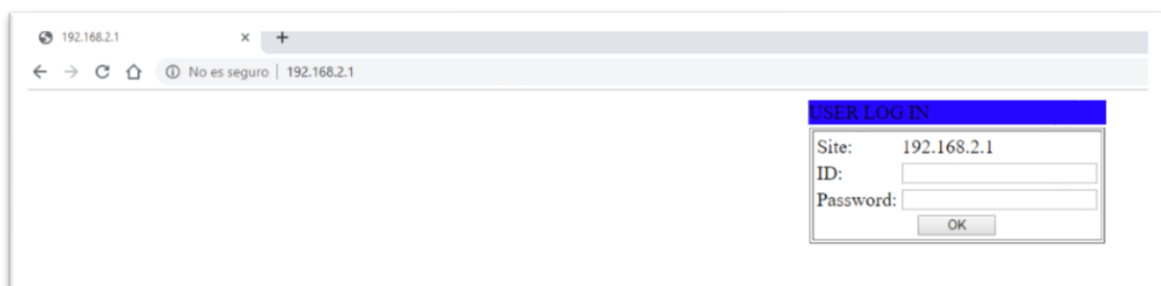 192.168.2.1
No es seguro | 192.168.2.1
USER LOG IN
Site: 192.168.2.1
ID:
Password:
OK